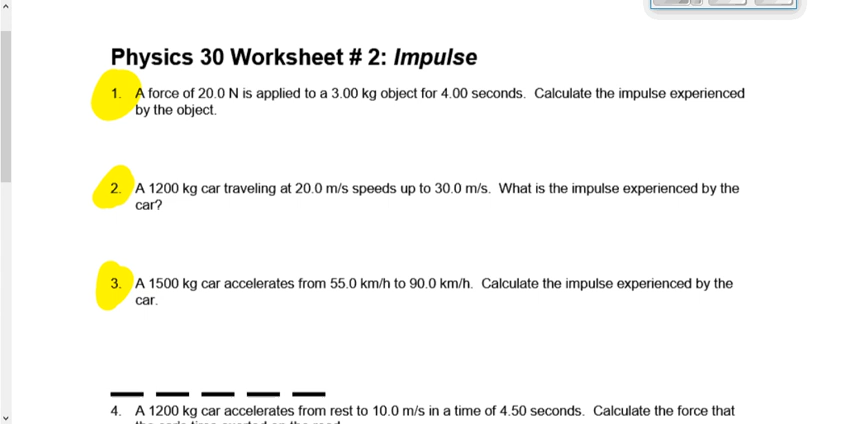 Physics 30 Worksheet # 2: Impulse
1. A force of 20.0 N is applied to a 3.00 kg object for 4.00 seconds. Calculate the impulse experienced
by the object.
2. A 1200 kg car traveling at 20.0 m/s speeds up to 30.0 m/s. What is the impulse experienced by the
car?
3. A 1500 kg car accelerates from 55.0 km/h to 90.0 km/h. Calculate the impulse experienced by the
car.
4. A 1200 kg car accelerates from rest to 10.0 m/s in a time of 4.50 seconds. Calculate the force that